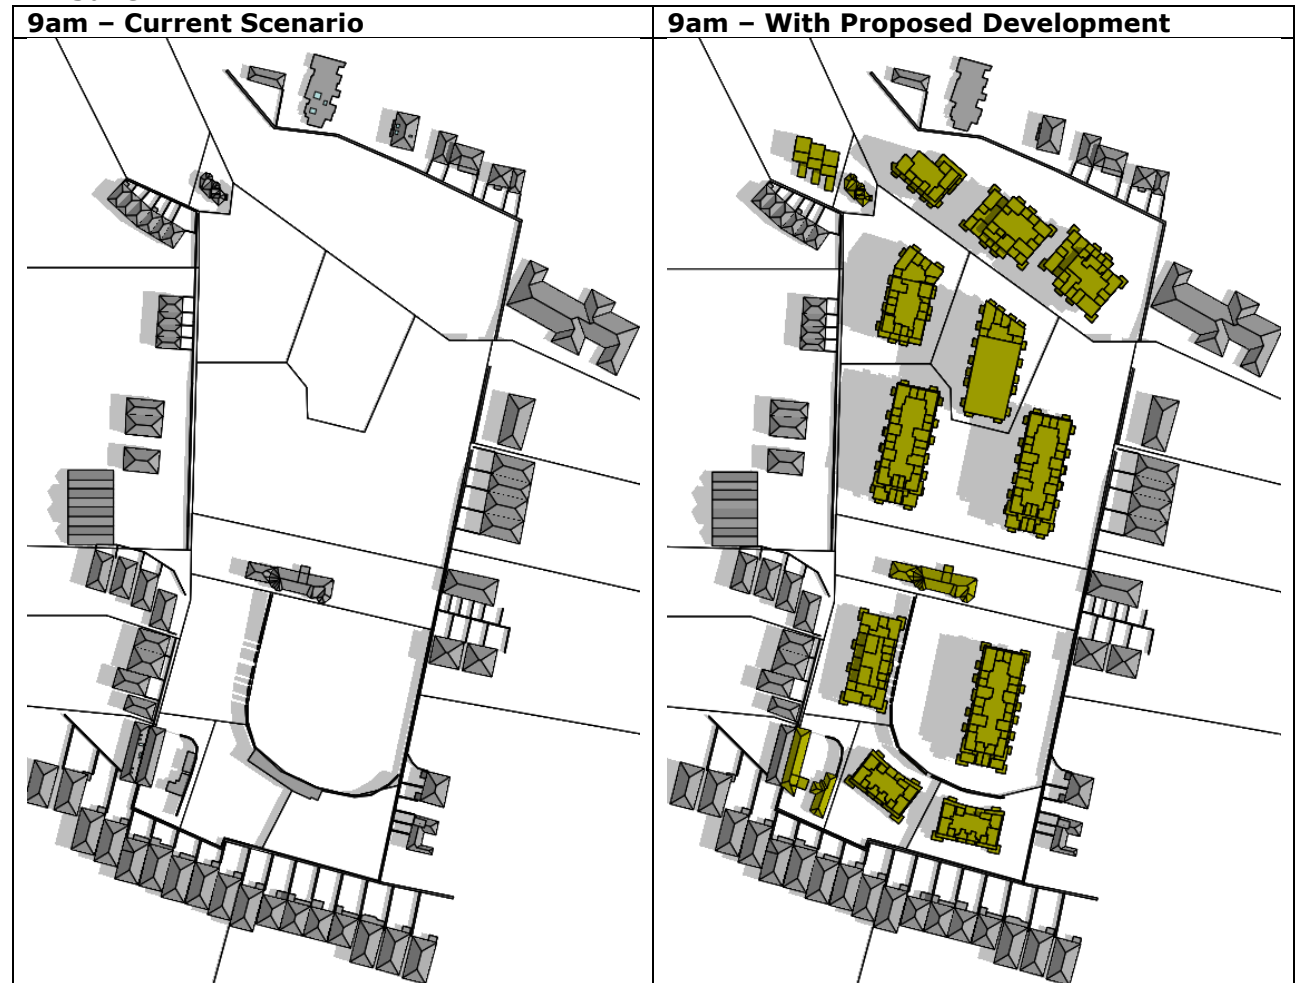 9am – Current Scenario
9am – With Proposed Development